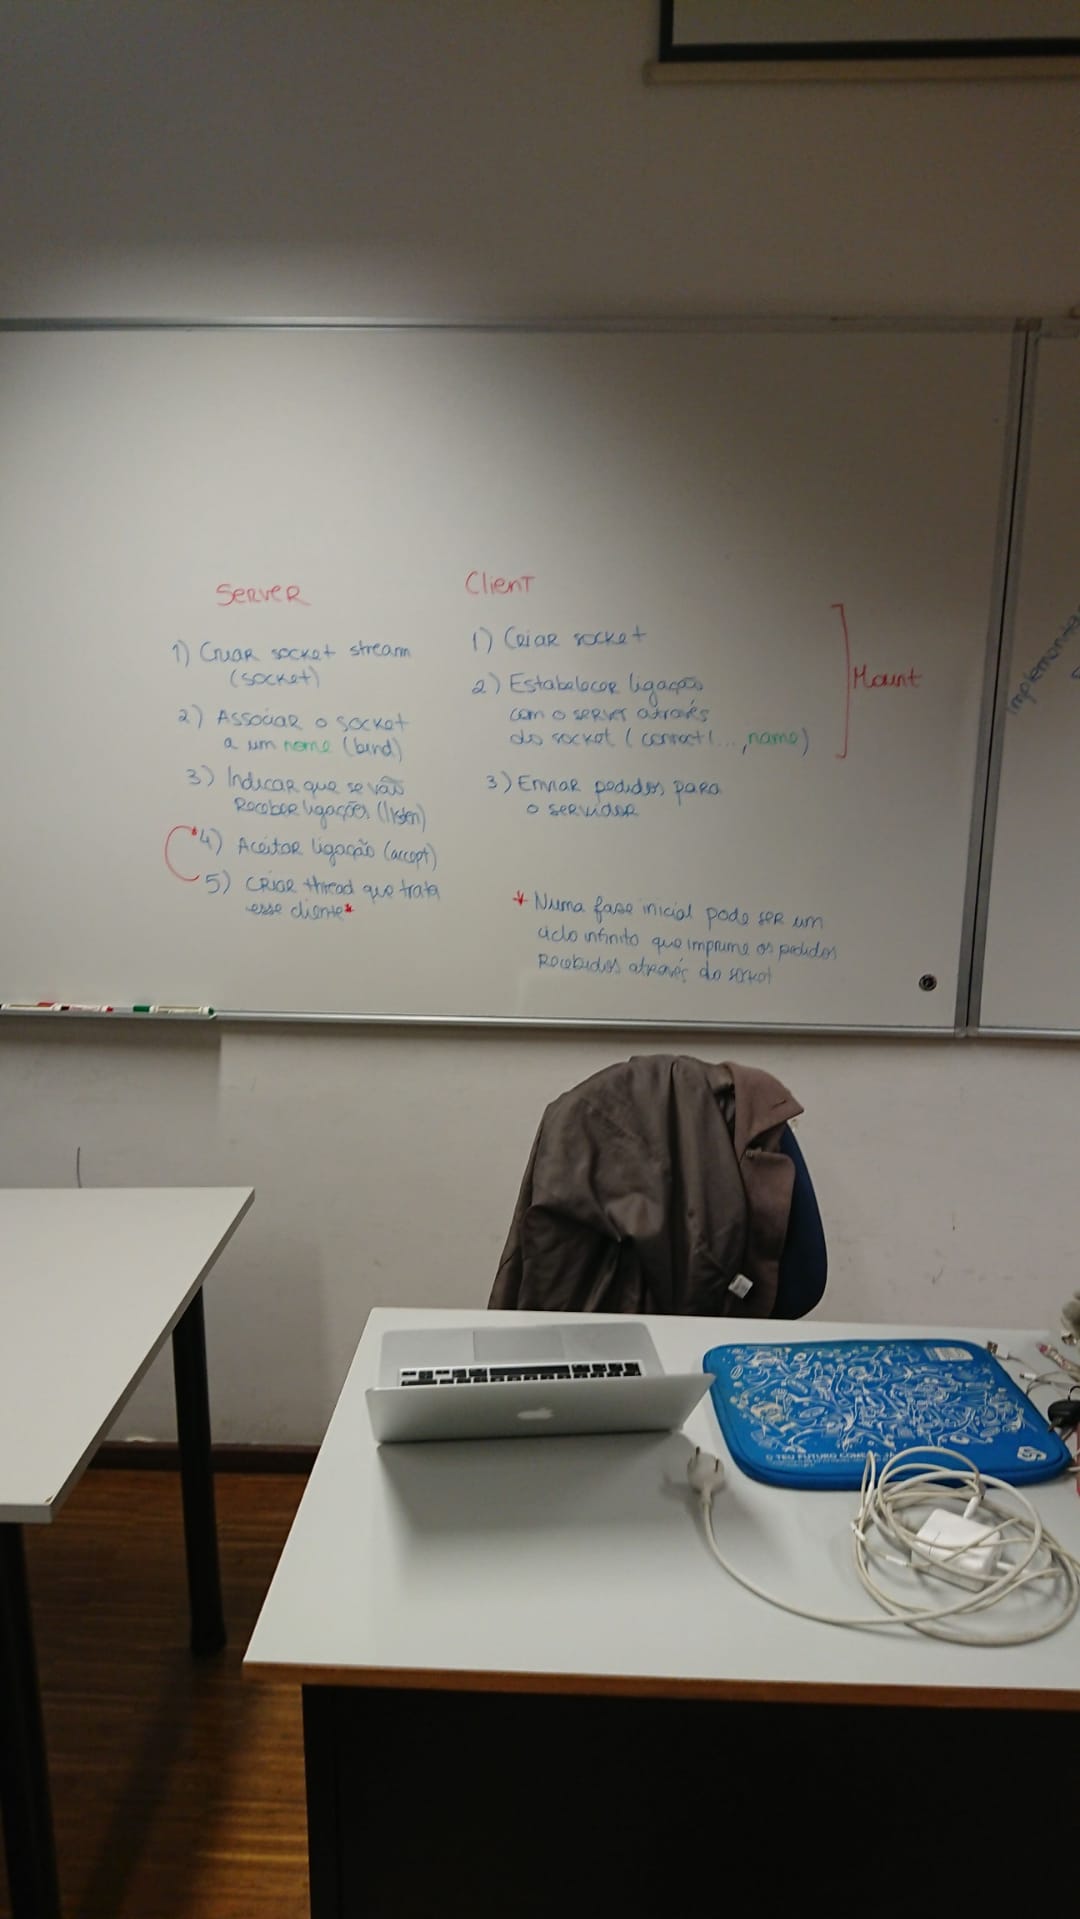 Server
1) Criar socket stream
(socket)
2) Associar o socket
a um nome (bind)
3) Indicar que se vão
Receber ligações (listen)
4) Aceitar ligação (accept)
5) Criar thread que trata
esse cliente*
Client
1) Criar socket
2) Estabelecer ligação
com o server através
do socket (connect(..., name)
3) Enviar pedidos para
o servidor
Mount
* Numa fase inicial pode ser um
ciclo infinito que imprime os pedidos
Recebidos através do socket
O TEU FUTURO COMEÇA